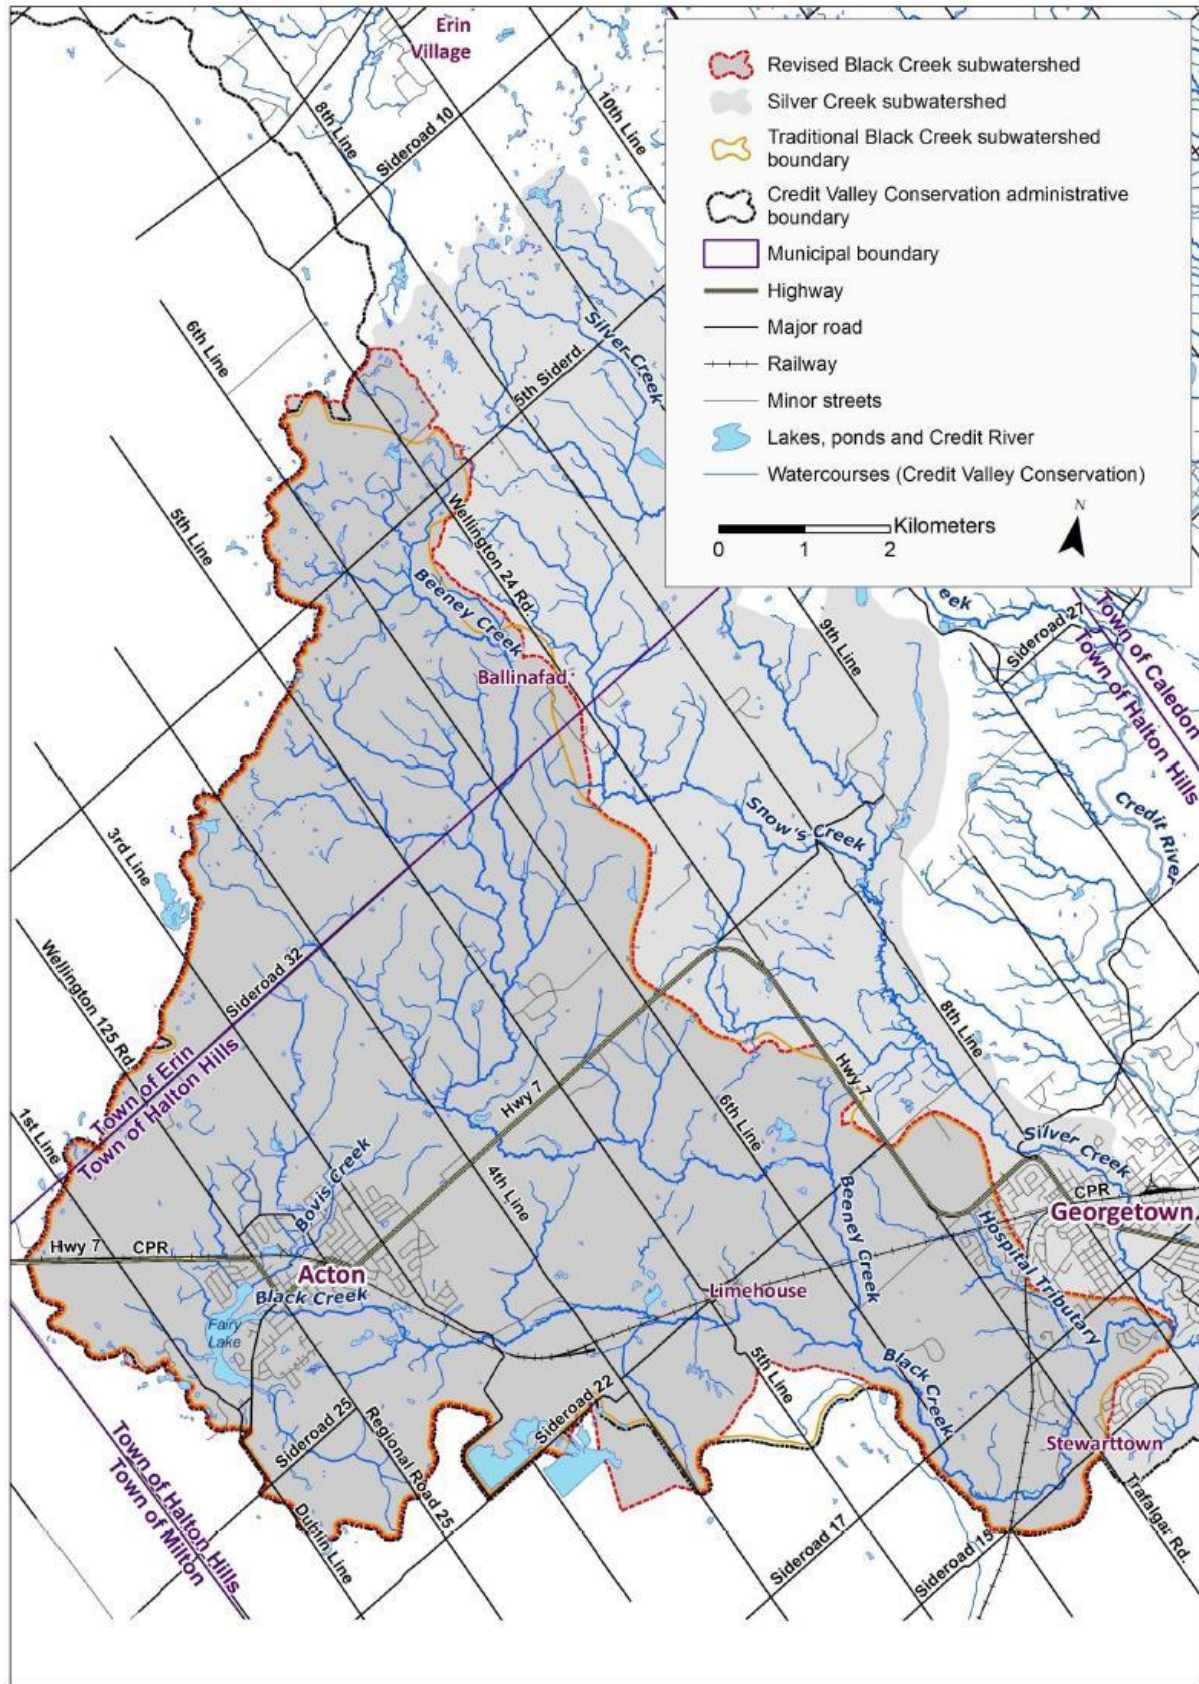 Erin
Village
8th Line
Sideroad 10
10th Line
Revised Black Creek subwatershed
Silver Creek subwatershed
Traditional Black Creek subwatershed
boundary
Credit Valley Conservation administrative
boundary
Municipal boundary
Highway
Major road
Railway
Minor streets
Lakes, ponds and Credit River
Watercourses (Credit Valley Conservation)
N
Kilometers
0 1 2
6th Line
Silver Creek
5th Siderd.
5th Line
Wellington 24 Rd.
Beeney Creek
Ballinafad
9th Line
eek
Sideroad 27
Town of Caledon
Town of Halton Hills
Credit River
3rd Line
Snow's Creek
Wellington 125 Rd.
Sideroad 32
Town of Erin
Town of Halton Hills
1st Line
Hwy 7
Hwy 7
8th Line
6th Line
4th Line
Bovis Creek
Silver Creek
CPR
Georgetown
Beeney Creek
Hospital Tributary
Hwy 7
CPR
Acton
Black Creek
Fairy
Lake
Limehouse
5th Line
Black Creek
Sideroad 22
Sideroad 25
Regional Road 25
Stewarttown
Town of Halton Hills
Town of Milton
Dublin Line
Sideroad 17
Sideroad 15
Trafalgar Rd.